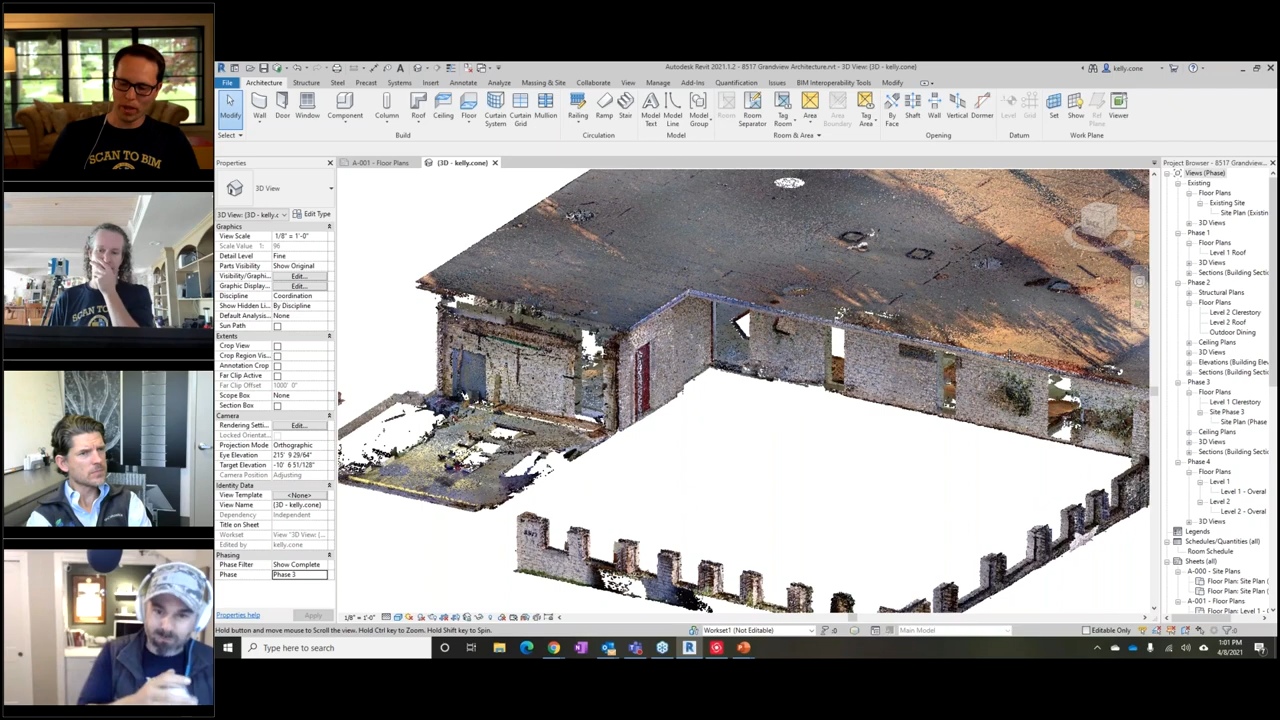 SCAN TO BIM
SCAN TO BIM
Autodesk Revit 2021.1.2 - 8517 Grandview Architecture.rvt - 3D View: {3D - kelly.cone}
kelly.cone
File Architecture Structure Steel Precast Systems Insert Annotate Analyze Massing & Site Collaborate View Manage Add-Ins Quantification Issues BIM Interoperability Tools Modify
Modify Wall Door Window Component Column Roof Ceiling Floor Curtain System Curtain Grid Mullion Railing Ramp Stair Model Text Model Line Model Group Room Room Separator Tag Room Area Area Boundary Tag Area By Face Shaft Wall Vertical Dormer Level Grid Set Show Ref Plane Viewer
Select Build Circulation Model Room & Area Opening Datum Work Plane
Properties
A-001 - Floor Plans
{3D - kelly.cone}
Project Browser - 8517 Grandview
3D View
3D View: {3D - kelly.c
Edit Type
Graphics
View Scale 1/8" = 1'-0"
Scale Value 1: 96
Detail Level Fine
Parts Visibility Show Original
Visibility/Graphi... Edit...
Graphic Display... Edit...
Discipline Coordination
Show Hidden Li... By Discipline
Default Analysis... None
Sun Path
Extents
Crop View
Crop Region Vis...
Annotation Crop
Far Clip Active
Far Clip Offset 1000' 0"
Scope Box None
Section Box
Camera
Rendering Setti... Edit...
Locked Orientat...
Projection Mode Orthographic
Eye Elevation 215' 9 29/64"
Target Elevation -10' 6 51/128"
Camera Position Adjusting
Identity Data
View Template <None>
View Name {3D - kelly.cone}
Dependency Independent
Title on Sheet
Workset View "3D View: {...
Edited by kelly.cone
Phasing
Phase Filter Show Complete
Phase Phase 3
Properties help
Apply
Views (Phase)
Existing
Floor Plans
Existing Site
Site Plan (Existin
3D Views
Phase 1
Floor Plans
Level 1 Roof
3D Views
Sections (Building Sec
Phase 2
Structural Plans
Floor Plans
Level 2 Clerestory
Level 2 Roof
Outdoor Dining
Ceiling Plans
3D Views
Elevations (Building El
Sections (Building Sec
Phase 3
Floor Plans
Level 1 Clerestory
Site Phase 3
Site Plan (Phase
Ceiling Plans
3D Views
Sections (Building Sec
Phase 4
Floor Plans
Level 1
Level 1 - Overal
Level 2
Level 2 - Overal
3D Views
Legends
Schedules/Quantities (all)
Room Schedule
Sheets (all)
A-000 - Site Plans
Floor Plan: Site Plan (
Floor Plan: Site Plan (
A-001 - Floor Plans
Floor Plan: Level 1 -
1/8" = 1'-0"
Hold button and move mouse to Scroll the view. Hold Ctrl key to Zoom. Hold Shift key to Spin.
Workset1 (Not Editable)
:0
Main Model
Editable Only
:0
Type here to search
1:01 PM
4/8/2021